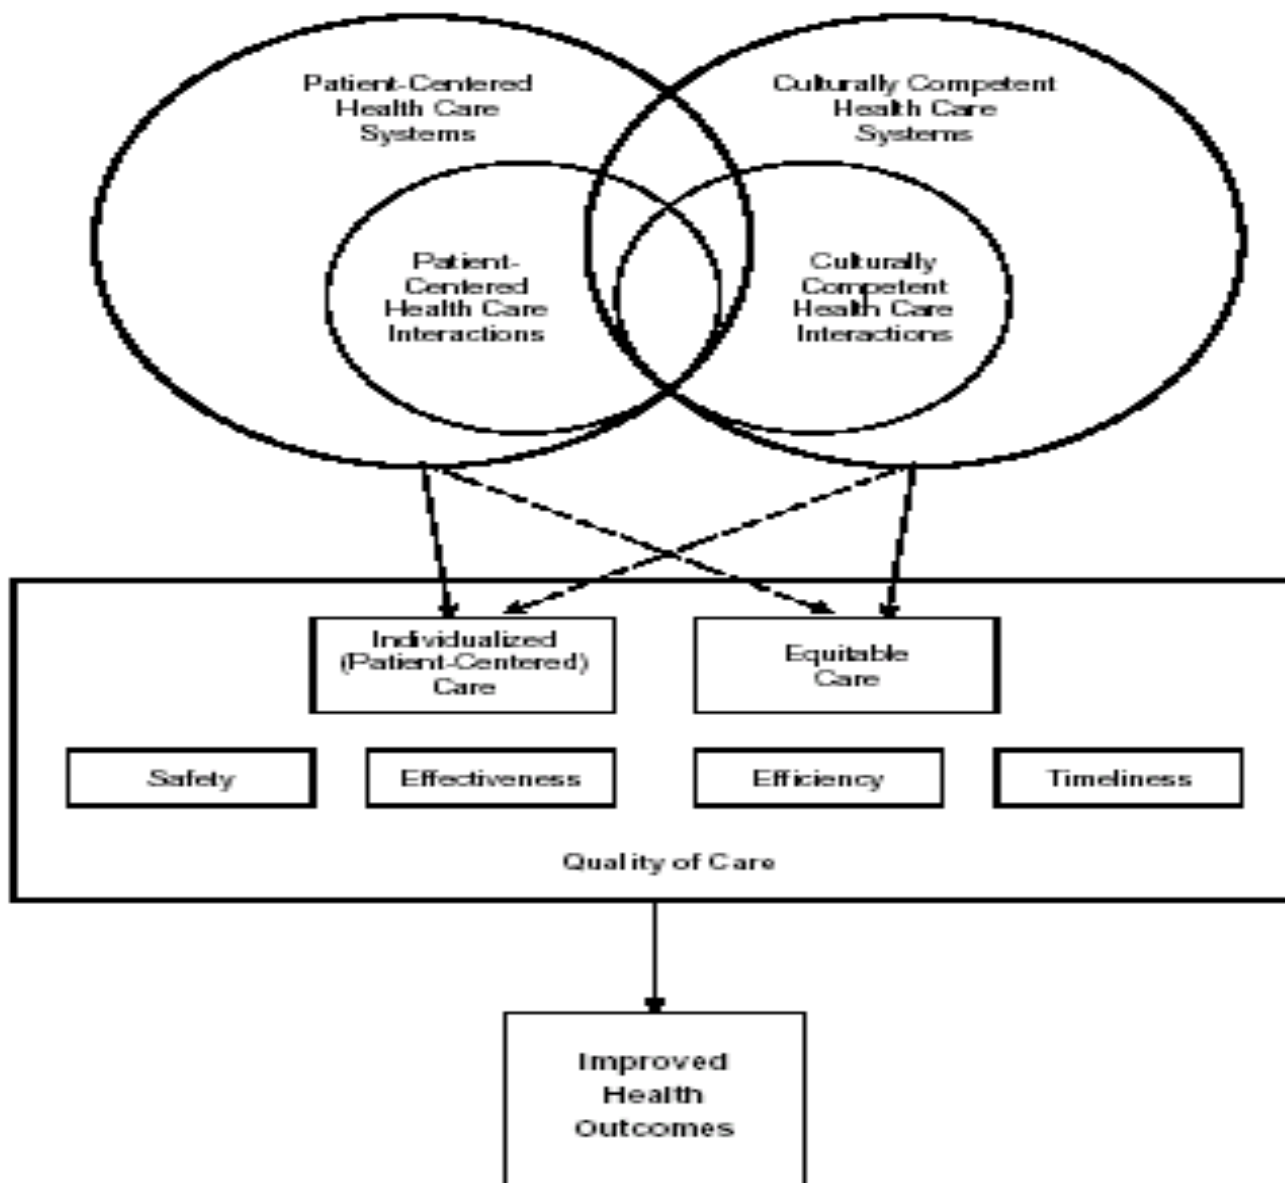 Patient-Centered
Health Care
Systems
Culturally Competent
Health Care
Systems
Patient-
Centered
Health Care
Interactions
Culturally
Competent
Health Care
Interactions
Individualized
(Patient-Centered)
Care
Equitable
Care
Safety
Effectiveness
Efficiency
Timeliness
Quality of Care
Improved
Health
Outcomes